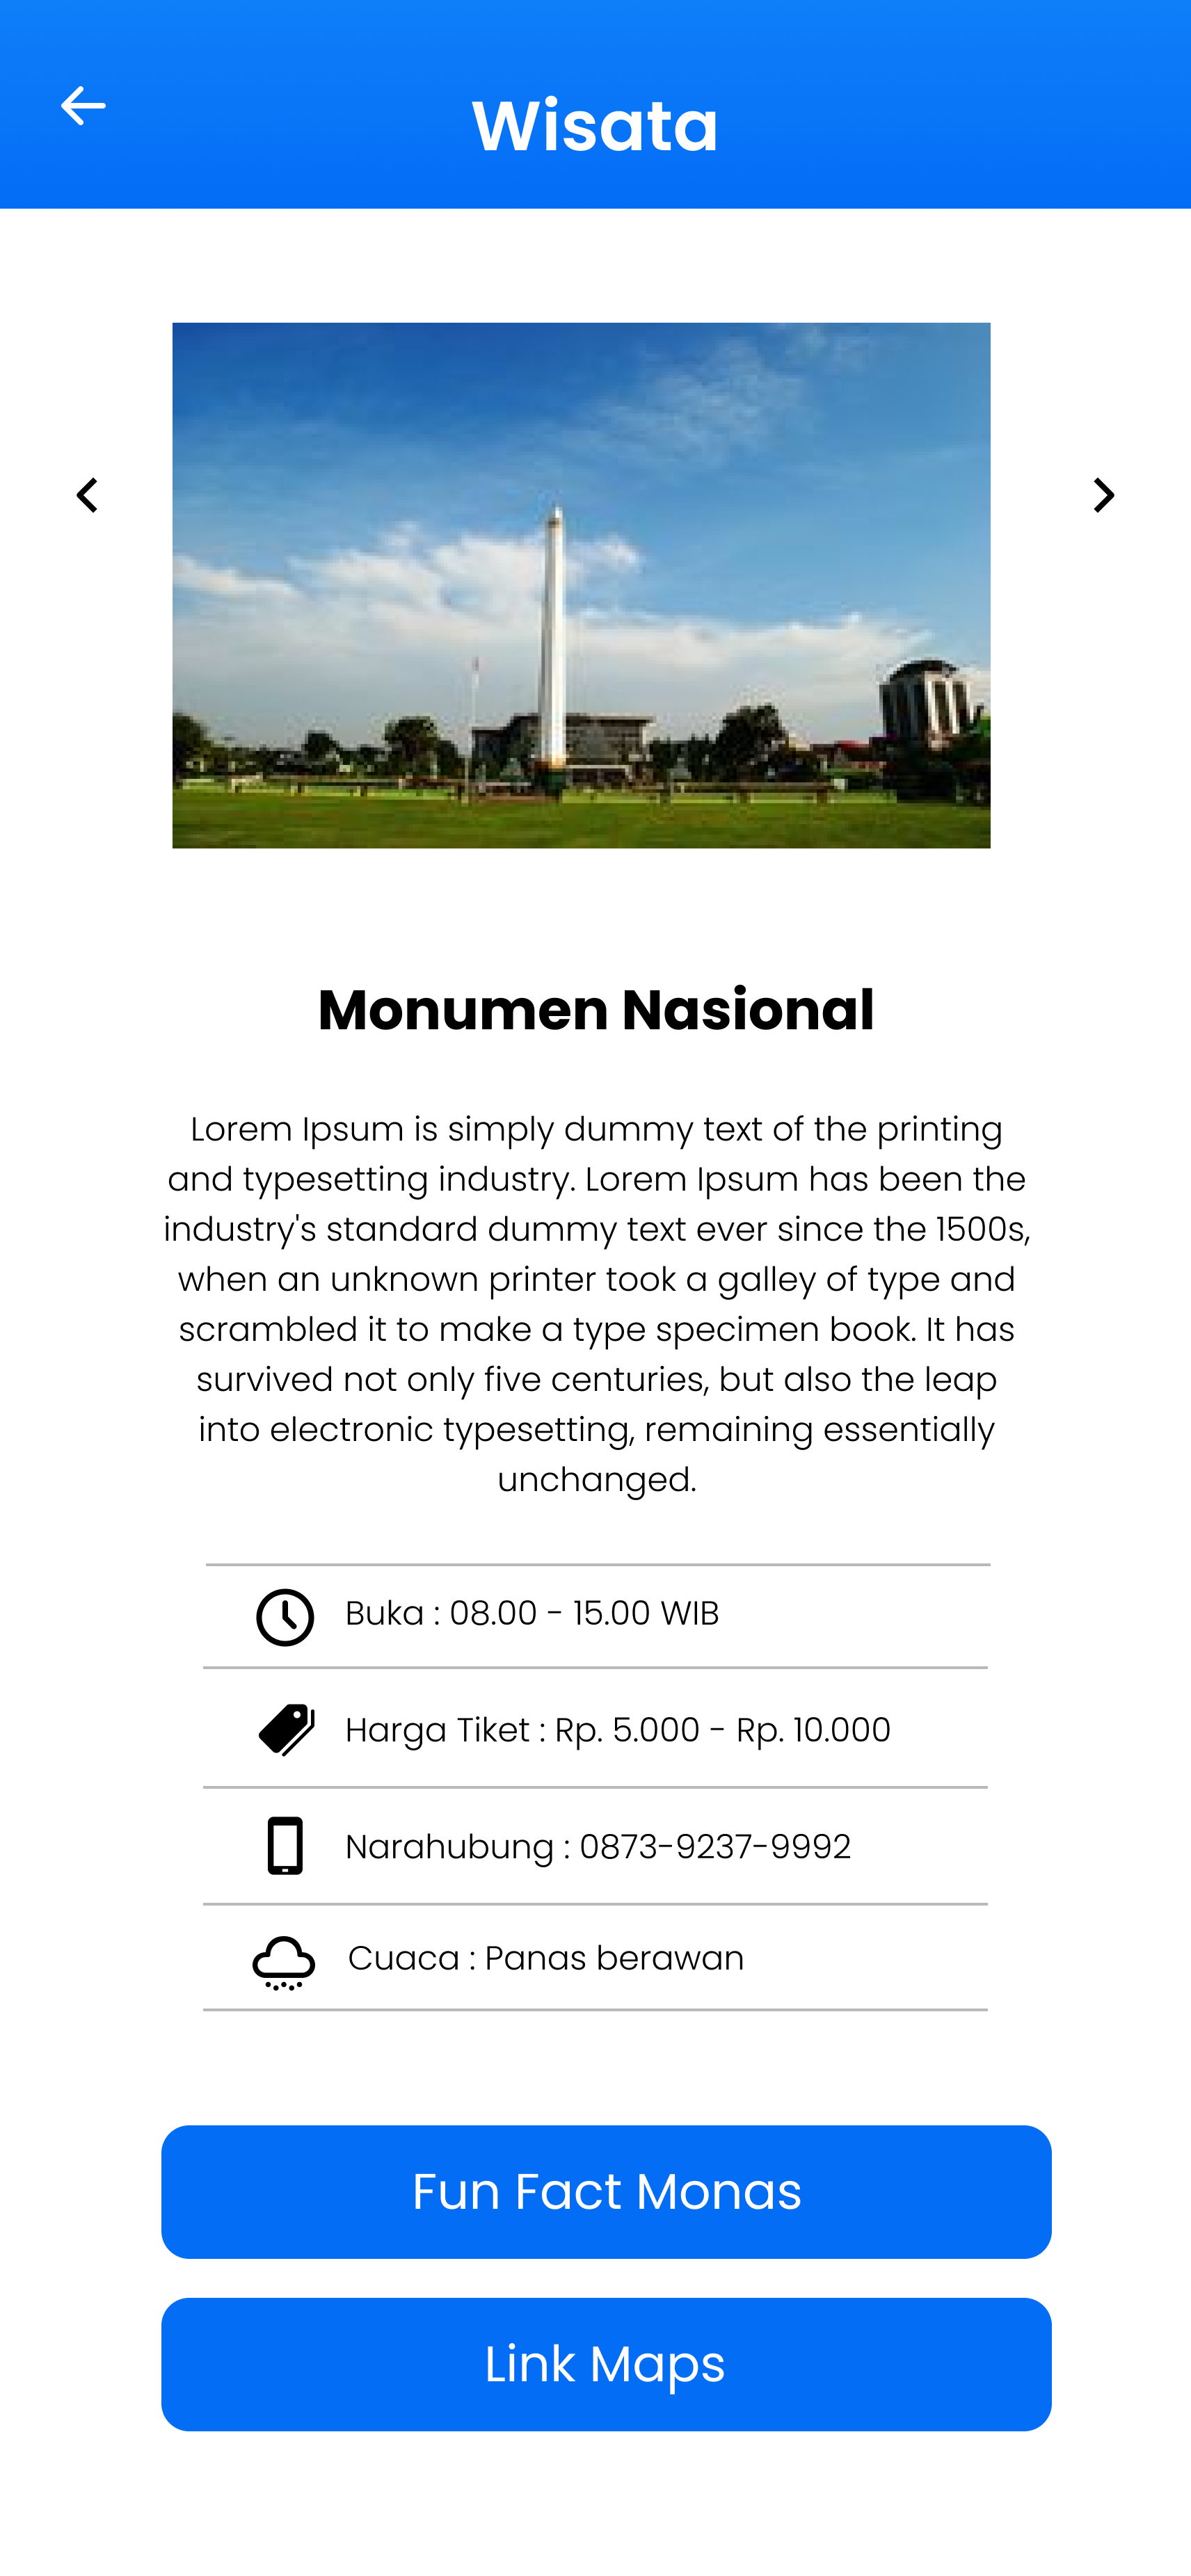 Wisata
Monumen Nasional
Lorem Ipsum is simply dummy text of the printing
and typesetting industry. Lorem Ipsum has been the
industry's standard dummy text ever since the 1500s,
when an unknown printer took a galley of type and
scrambled it to make a type specimen book. It has
survived not only five centuries, but also the leap
into electronic typesetting, remaining essentially
unchanged.
Buka : 08.00 - 15.00 WIB
Harga Tiket : Rp. 5.000 - Rp. 10.000
Narahubung : 0873-9237-9992
Cuaca : Panas berawan
Fun Fact Monas
Link Maps